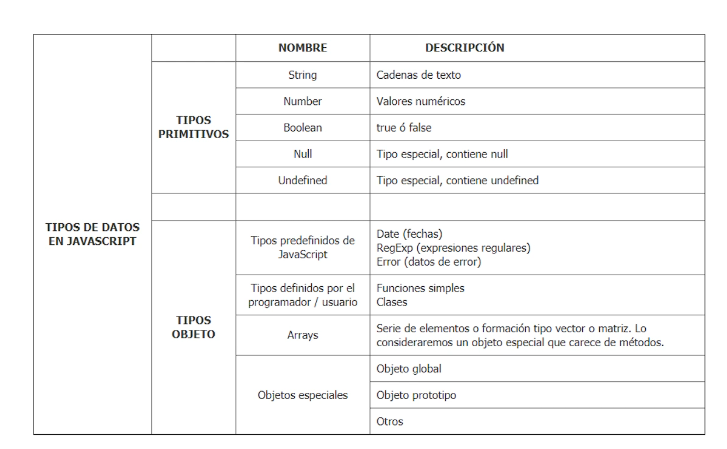 NOMBRE DESCRIPCIÓN
TIPOS DE DATOS
EN JAVASCRIPT
TIPOS
PRIMITIVOS
String Cadenas de texto
Number Valores numéricos
Boolean true ó false
Null Tipo especial, contiene null
Undefined Tipo especial, contiene undefined
TIPOS
OBJETO
Tipos predefinidos de
JavaScript
Date (fechas)
RegExp (expresiones regulares)
Error (datos de error)
Tipos definidos por el
programador / usuario
Funciones simples
Clases
Arrays
Serie de elementos o formación tipo vector o matriz. Lo
consideraremos un objeto especial que carece de métodos.
Objetos especiales
Objeto global
Objeto prototipo
Otros